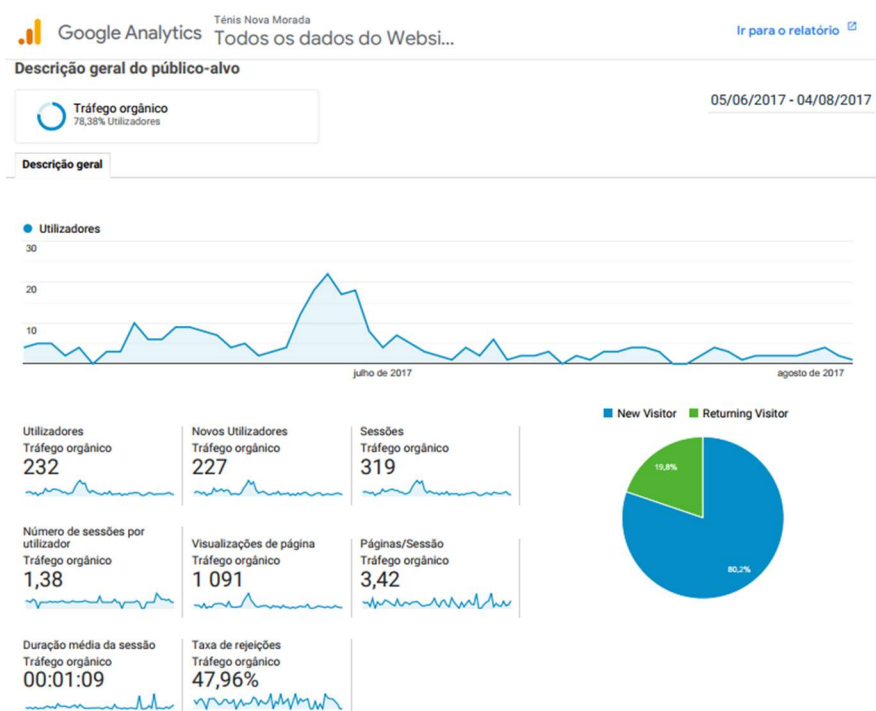 Google Analytics
Ténis Nova Morada
Todos os dados do Websi...
Ir para o relatório
Descrição geral do público-alvo
Tráfego orgânico
78,38% Utilizadores
05/06/2017 - 04/08/2017
Descrição geral
Utilizadores
30
20
10
julho de 2017
agosto de 2017
New Visitor
Returning Visitor
19,8%
80,2%
Utilizadores
Tráfego orgânico
232
Novos Utilizadores
Tráfego orgânico
227
Sessões
Tráfego orgânico
319
Número de sessões por
utilizador
Tráfego orgânico
1,38
Visualizações de página
Tráfego orgânico
1 091
Páginas/Sessão
Tráfego orgânico
3,42
Duração média da sessão
Tráfego orgânico
00:01:09
Taxa de rejeições
Tráfego orgânico
47,96%